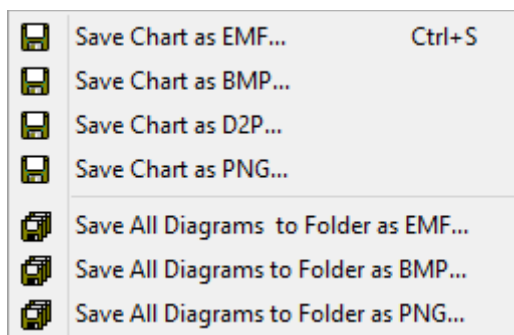 Save Chart as EMF... Ctrl+S
Save Chart as BMP...
Save Chart as D2P...
Save Chart as PNG...
Save All Diagrams  to Folder as EMF...
Save All Diagrams to Folder as BMP...
Save All Diagrams to Folder as PNG...